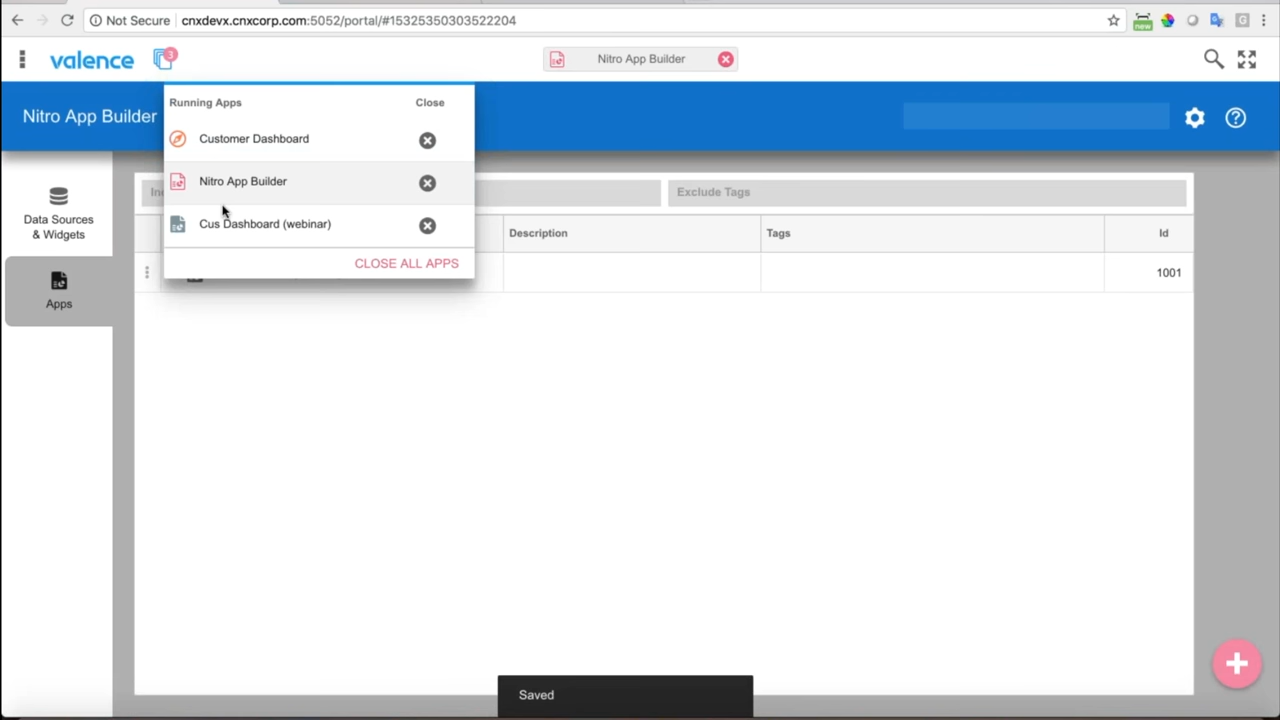 Not Secure | cnxdevx.cnxcorp.com:5052/portal/#15325350303522204
new
G
valence
3
Nitro App Builder
Nitro App Builder
Running Apps
Close
Customer Dashboard
Nitro App Builder
Cus Dashboard (webinar)
CLOSE ALL APPS
Data Sources
& Widgets
Apps
Exclude Tags
Description
Tags
Id
1001
Saved